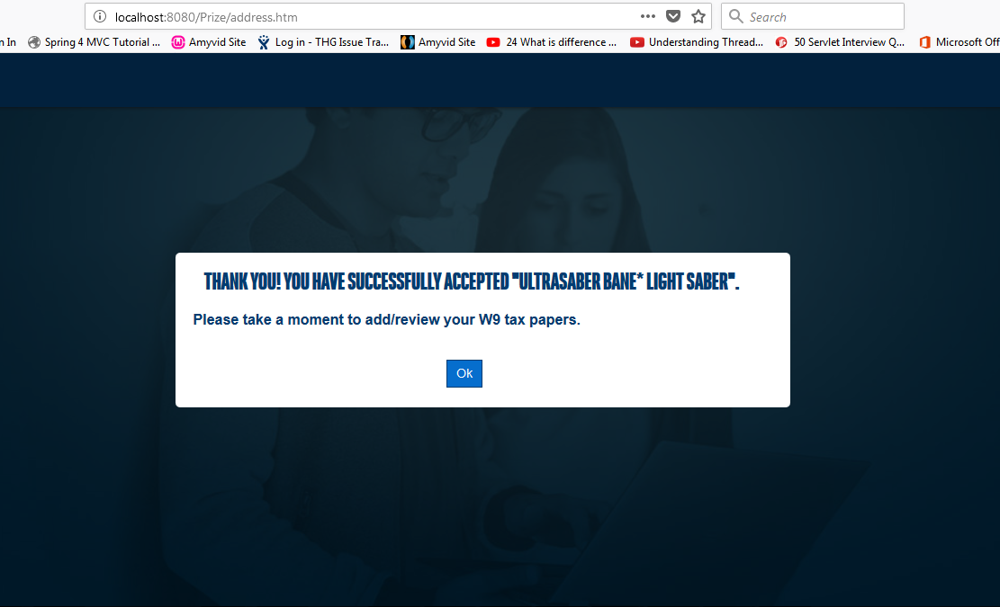 localhost:8080/Prize/address.htm
Search
n In Spring 4 MVC Tutorial ... Amyvid Site Log in - THG Issue Tra... Amyvid Site 24 What is difference ... Understanding Thread... 50 Servlet Interview Q... Microsoft Off
THANK YOU! YOU HAVE SUCCESSFULLY ACCEPTED "ULTRASABER BANE* LIGHT SABER".
Please take a moment to add/review your W9 tax papers.
Ok